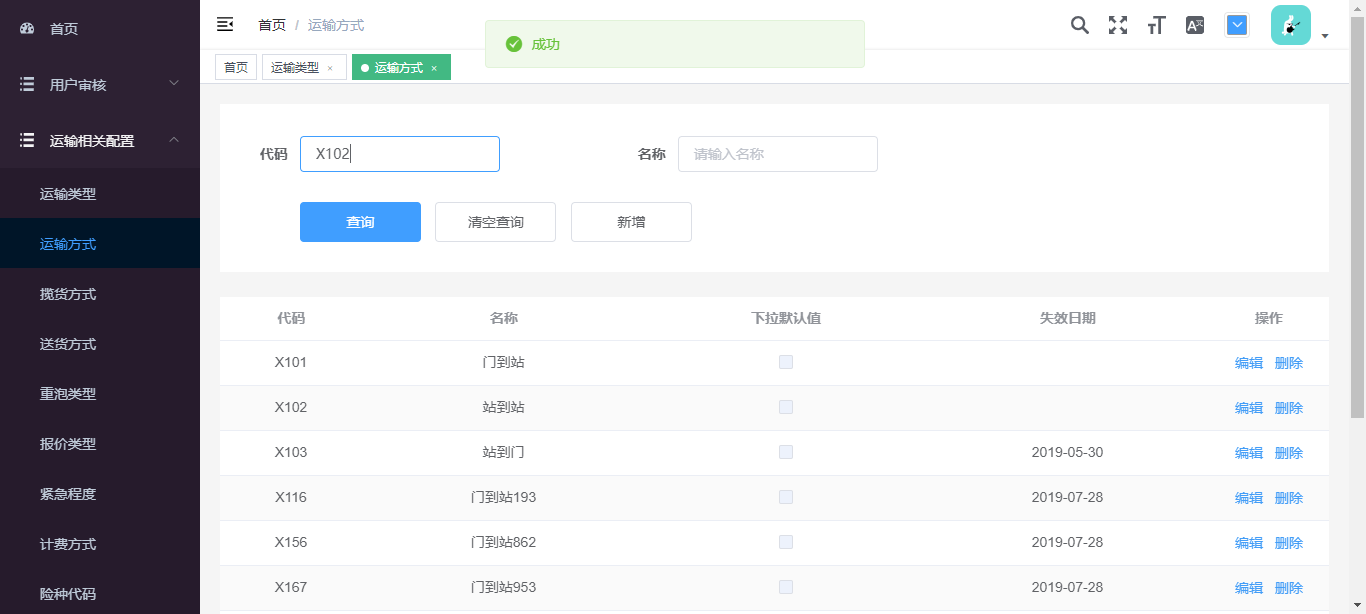 首页
用户审核
运输相关配置
运输类型
运输方式
揽货方式
送货方式
重泡类型
报价类型
紧急程度
计费方式
险种代码
首页 / 运输方式
成功
首页 运输类型 × 运输方式 ×
代码 X102 名称 请输入名称
查询 清空查询 新增
代码 名称 下拉默认值 失效日期 操作
X101 门到站 编辑 删除
X102 站到站 编辑 删除
X103 站到门 2019-05-30 编辑 删除
X116 门到站193 2019-07-28 编辑 删除
X156 门到站862 2019-07-28 编辑 删除
X167 门到站953 2019-07-28 编辑 删除